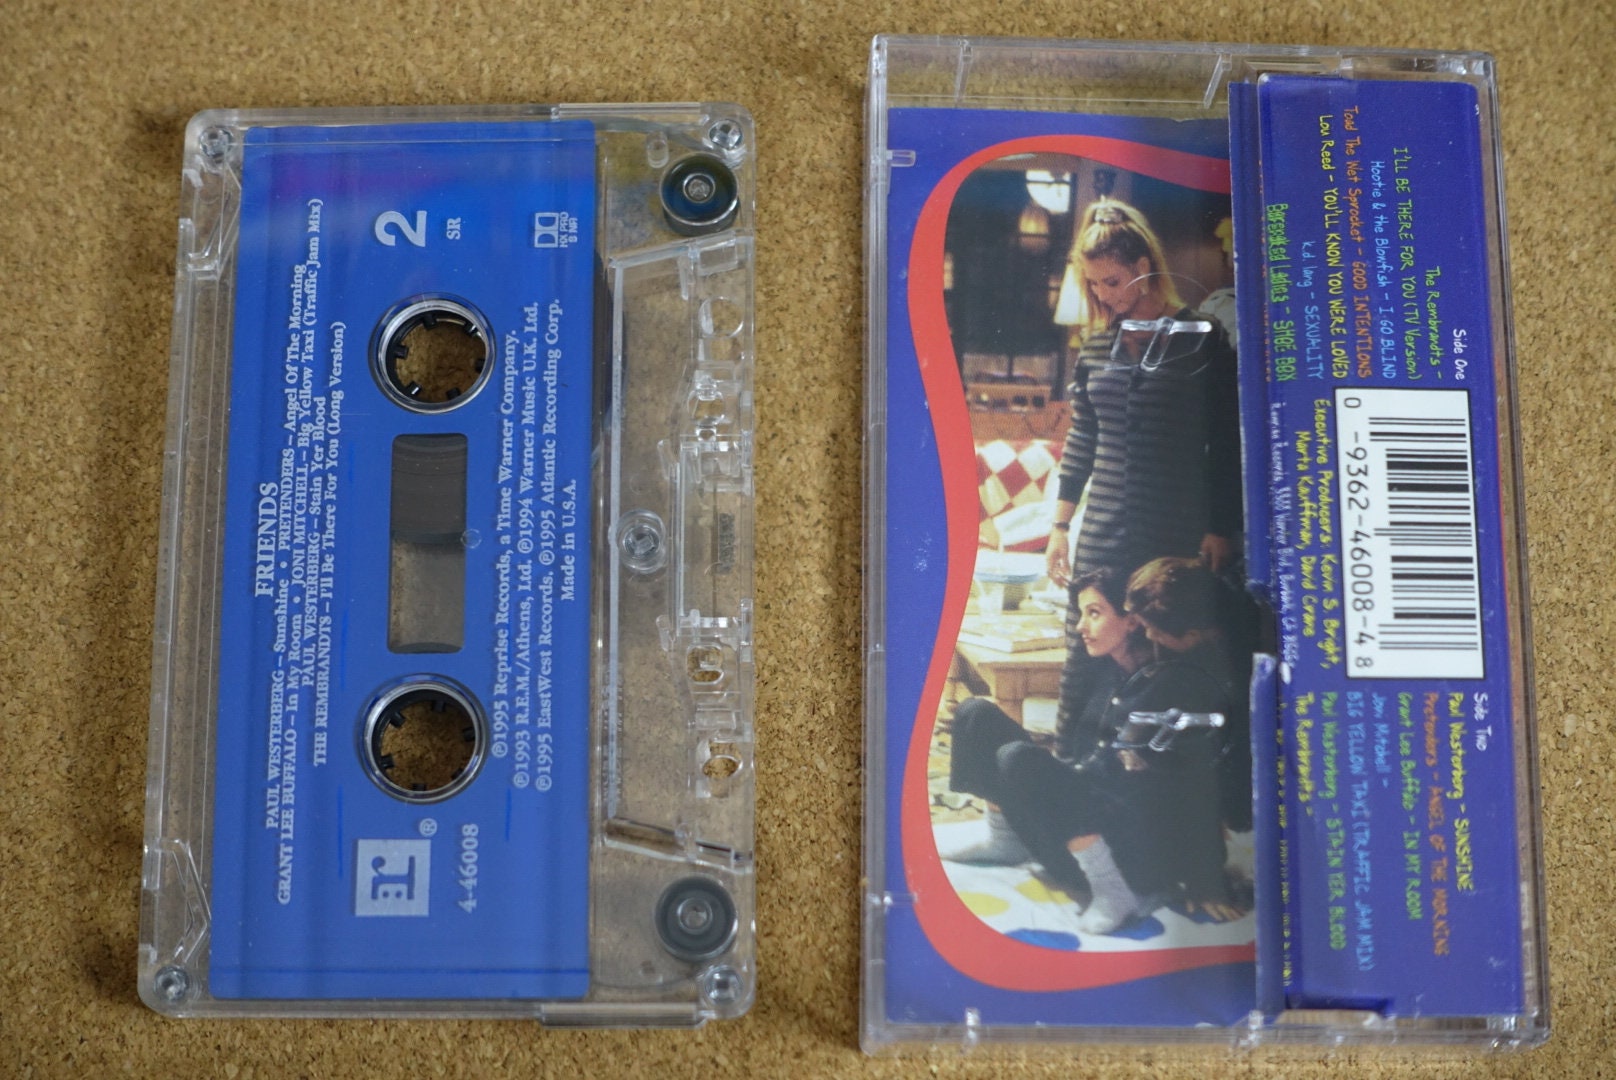 2
SR
HX PRO
B NR
FRIENDS
PAUL WESTERBERG – Sunshine • PRETENDERS – Angel Of The Morning
GRANT LEE BUFFALO – In My Room • JONI MITCHELL – Big Yellow Taxi (Traffic Jam Mix)
PAUL WESTERBERG – Stain Yer Blood
THE REMBRANDTS – I'll Be There For You (Long Version)
℗1995 Reprise Records, a Time Warner Company.
℗1993 R.E.M./Athens, Ltd. ℗1994 Warner Music U.K. Ltd.
℗1995 EastWest Records. ℗1995 Atlantic Recording Corp.
Made in U.S.A.
r ®
4-46008
Side One
The Rembrandts -
I'LL BE THERE FOR YOU (TV Version)
Hootie & the Blowfish - I GO BLIND
Toad The Wet Sprocket - GOOD INTENTIONS
Lou Reed - YOU'LL KNOW YOU WERE LOVED
k.d. lang - SEXUALITY
Barenaked Ladies - SHOE BOX
0 -9362-46008-4 8
Executive Producers: Kevin S. Bright,
Marta Kauffman, David Crane
Side Two
Paul Westerberg - SUNSHINE
Pretenders - ANGEL OF THE MORNING
Grant Lee Buffalo - IN MY ROOM
Joni Mitchell -
BIG YELLOW TAXI (TRAFFIC JAM MIX)
Paul Westerberg - STAIN YER BLOOD
The Rembrandts -